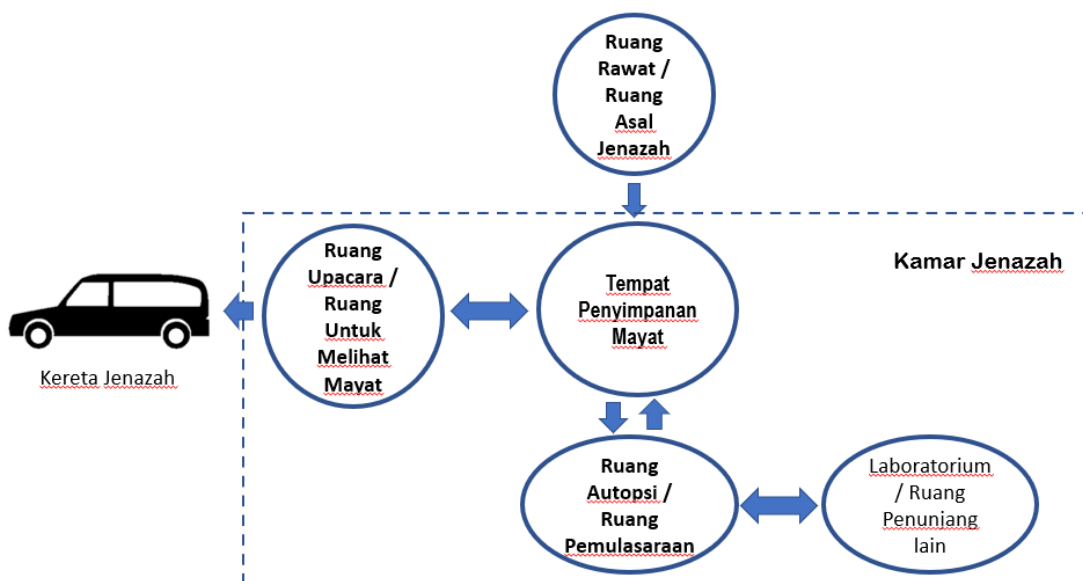 Ruang
Rawat /
Ruang
Asal
Jenazah
Kamar Jenazah
Ruang
Upacara /
Ruang
Untuk
Melihat
Mayat
Tempat
Penyimpanan
Mayat
Kereta Jenazah
Ruang
Autopsi /
Ruang
Pemulasaraan
Laboratorium
/ Ruang
Penunjang
lain